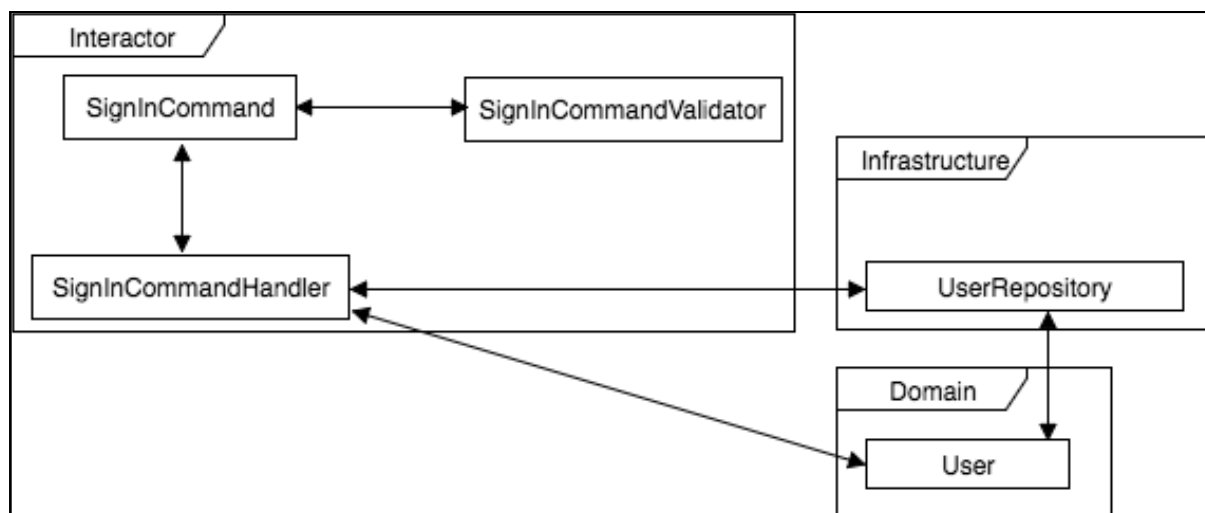 Interactor
SignInCommand
SignInCommandValidator
Infrastructure
SignInCommandHandler
UserRepository
Domain
User